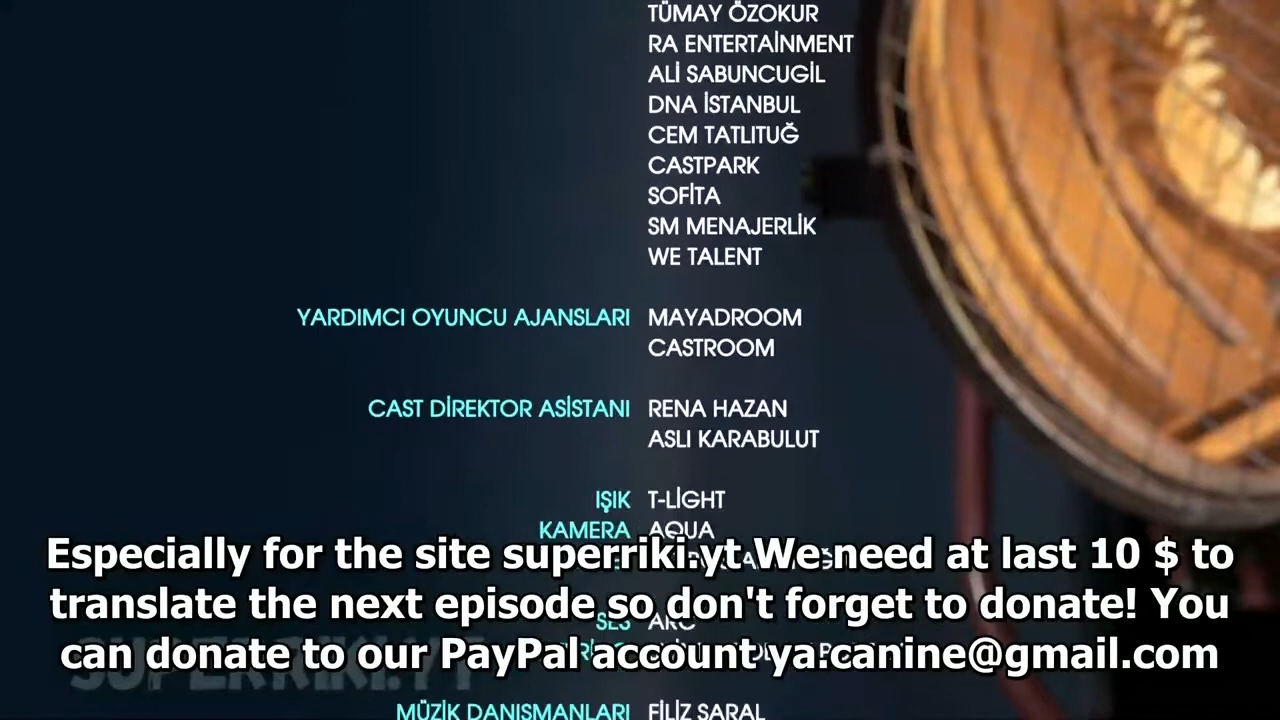 TÜMAY ÖZOKUR
RA ENTERTAİNMENT
ALİ SABUNCUGİL
DNA İSTANBUL
CEM TATLITUĞ
CASTPARK
SOFİTA
SM MENAJERLİK
WE TALENT
YARDIMCI OYUNCU AJANSLARI MAYADROOM
CASTROOM
CAST DİREKTOR ASİSTANI RENA HAZAN
ASLI KARABULUT
IŞIK T-LİGHT
KAMERA AQUA
Especially for the site superriki.yt We need at last 10 $ to
translate the next episode so don't forget to donate! You
SES
can donate to our PayPal account ya.canine@gmail.com
SUPERRIKI.YT
MÜZİK DANIŞMANLARI FİLİZ SARAL